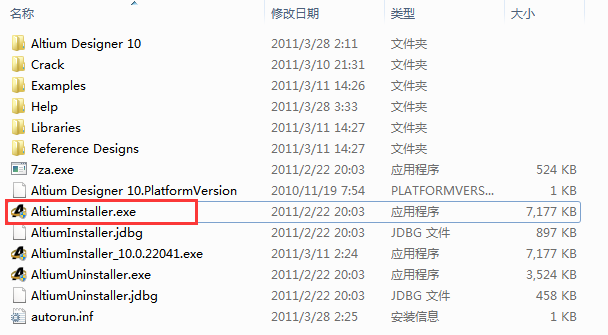 名称 修改日期 类型 大小
Altium Designer 10 2011/3/28 2:11 文件夹
Crack 2011/3/10 21:31 文件夹
Examples 2011/3/11 14:26 文件夹
Help 2011/3/28 3:33 文件夹
Libraries 2011/3/11 14:27 文件夹
Reference Designs 2011/3/11 14:27 文件夹
7za.exe 2011/2/22 20:03 应用程序 524 KB
Altium Designer 10.PlatformVersion 2010/11/19 7:54 PLATFORMVERS... 1 KB
AltiumInstaller.exe 2011/2/22 20:03 应用程序 7,177 KB
AltiumInstaller.jdbg 2011/2/22 20:03 JDBG 文件 897 KB
AltiumInstaller_10.0.22041.exe 2011/3/11 2:24 应用程序 7,177 KB
AltiumUninstaller.exe 2011/2/22 20:03 应用程序 3,524 KB
AltiumUninstaller.jdbg 2011/2/22 20:03 JDBG 文件 458 KB
autorun.inf 2011/3/28 2:25 安装信息 1 KB